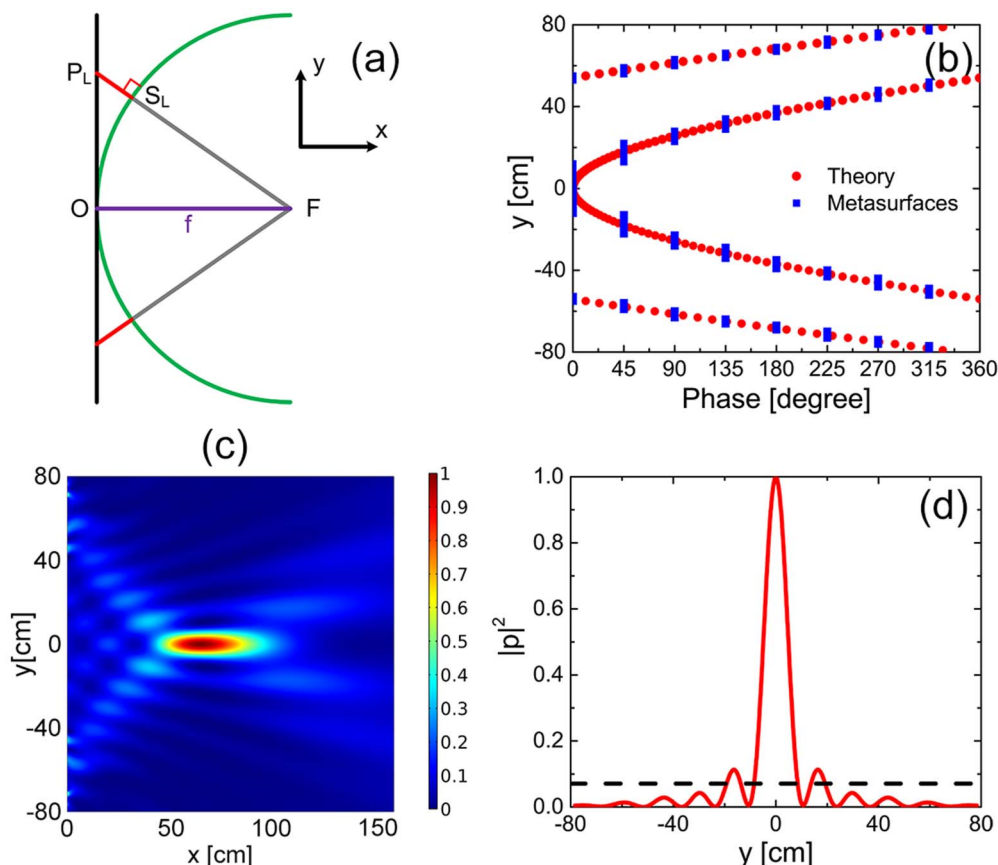 (a)
P_L
S_L
y
x
O
f
F
80
40
0
-40
-80
y [cm]
(b)
Theory
Metasurfaces
0 45 90 135 180 225 270 315 360
Phase [degree]
(c)
80
40
0
-40
-80
y[cm]
0 50 100 150
x [cm]
1
0.9
0.8
0.7
0.6
0.5
0.4
0.3
0.2
0.1
0
(d)
1.0
0.8
0.6
0.4
0.2
0.0
|p|²
-80 -40 0 40 80
y [cm]